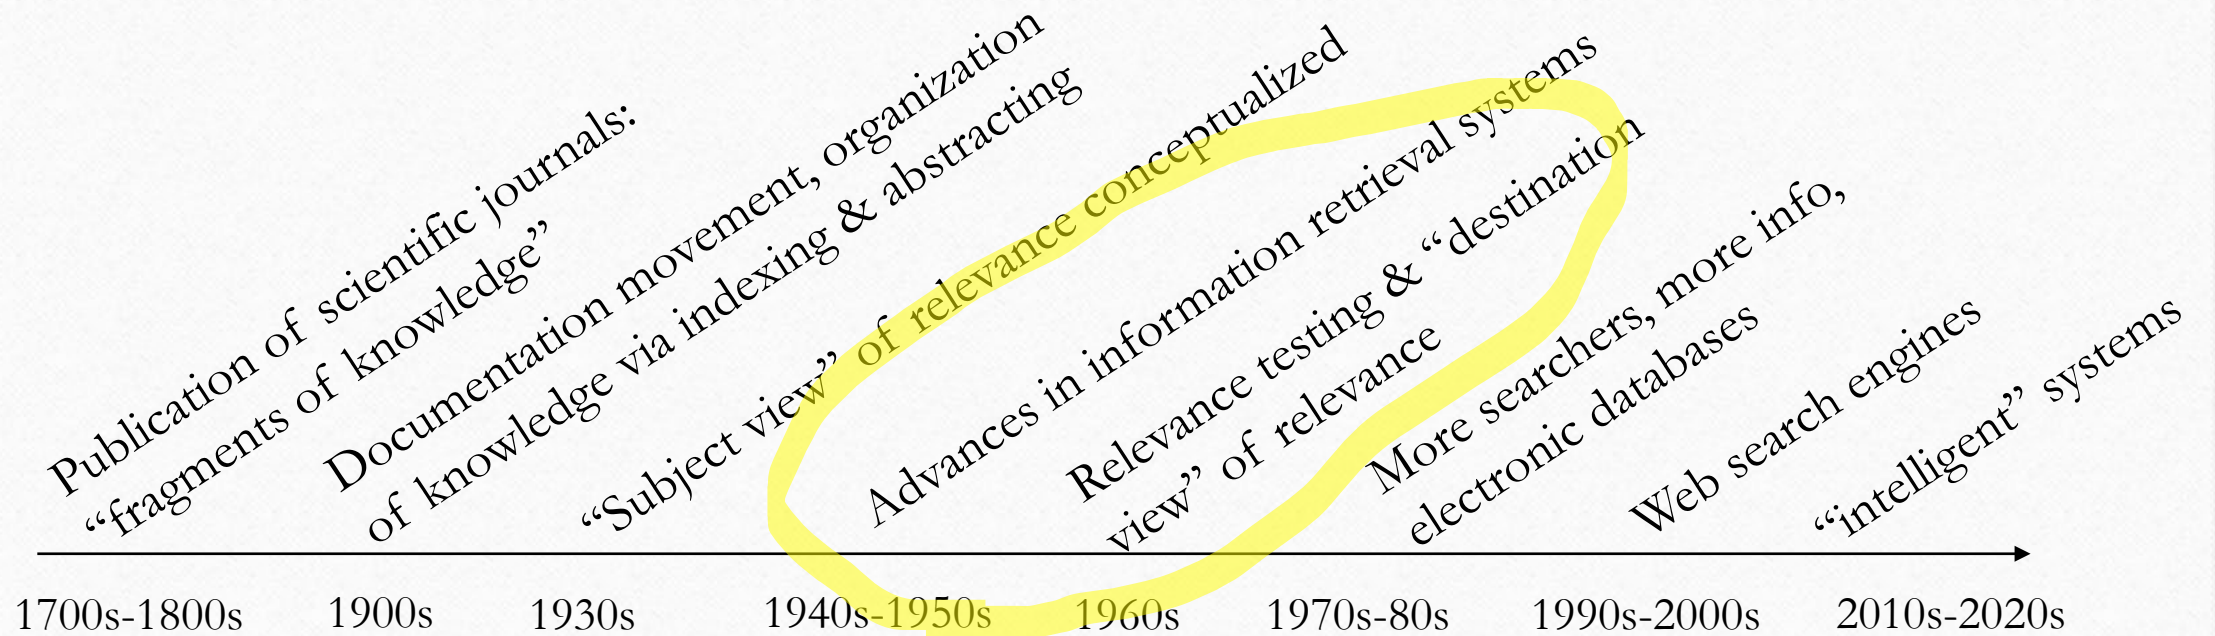 Publication of scientific journals:
“fragments of knowledge”
Documentation movement, organization
of knowledge via indexing & abstracting
“Subject view” of relevance conceptualized
Advances in information retrieval systems
Relevance testing & “destination
view” of relevance
More searchers, more info,
electronic databases
Web search engines
“intelligent” systems
1700s-1800s
1900s
1930s
1940s-1950s
1960s
1970s-80s
1990s-2000s
2010s-2020s